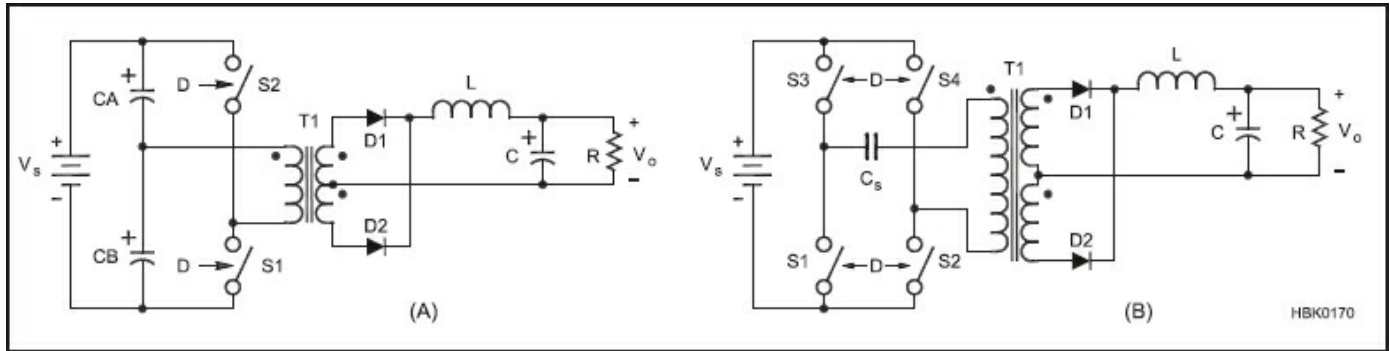 CA
D
S2
L
T1
D1
+
Vs
-
+
C
R
+
Vo
-
D2
CB
D
S1
(A)
S3
D
S4
T1
D1
L
+
Vs
-
Cs
+
C
R
+
Vo
-
S1
D
S2
D2
(B)
HBK0170